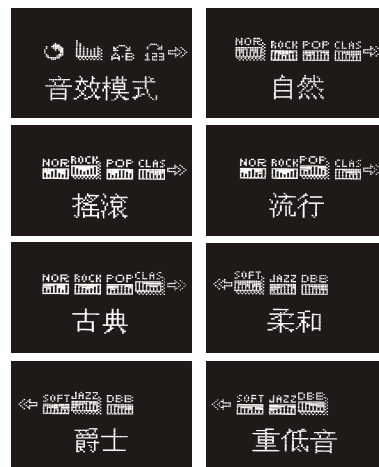 A-B 123
音效模式
NOR ROCK POP CLAS
自然
NOR ROCK POP CLAS
搖滾
NOR ROCK POP CLAS
流行
NOR ROCK POP CLAS
古典
SOFT JAZZ DBB
柔和
SOFT JAZZ DBB
爵士
SOFT JAZZ DBB
重低音